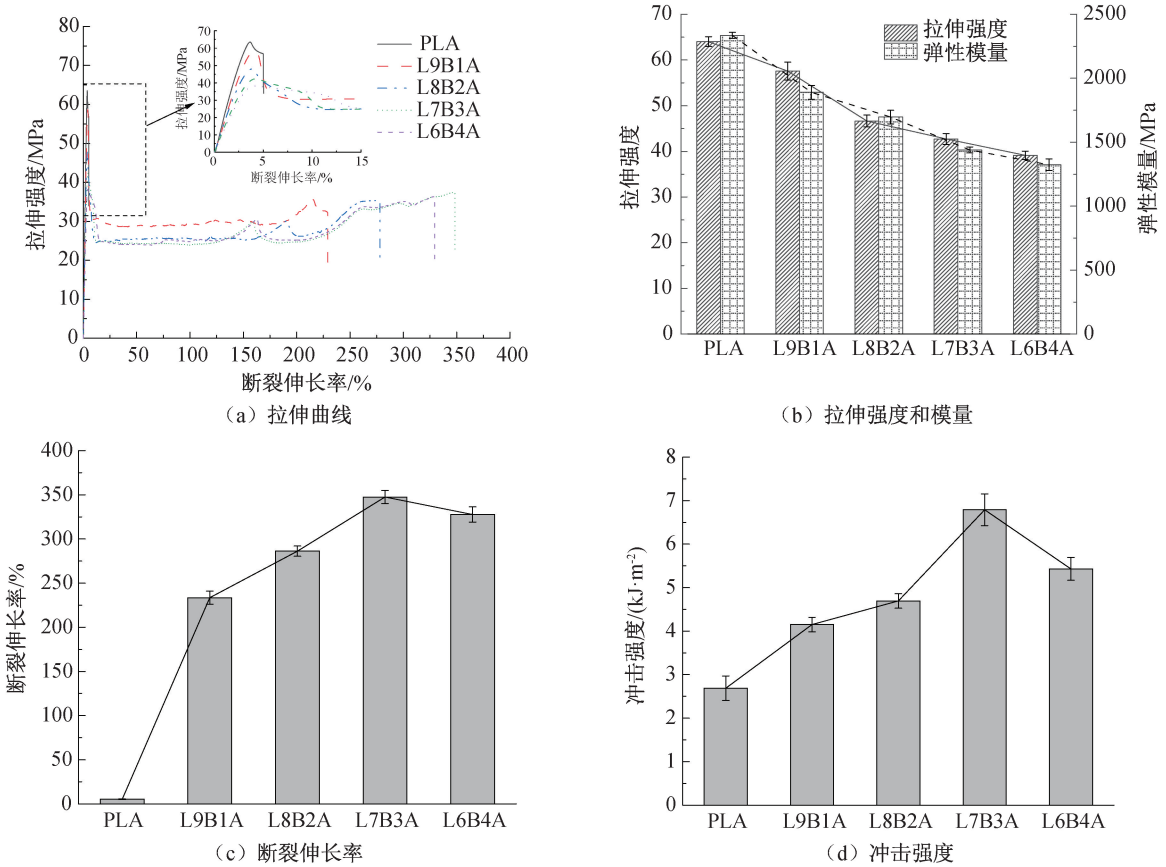 80
70
60
50
40
30
20
10
0
拉伸强度/MPa
0
50
100
150
200
250
300
350
400
断裂伸长率/%
70
60
50
40
30
20
10
0
拉伸强度/MPa
0
5
10
15
断裂伸长率/%
PLA
L9B1A
L8B2A
L7B3A
L6B4A
(a) 拉伸曲线
70
60
50
40
30
20
10
0
拉伸强度
拉伸强度
弹性模量
2500
2000
1500
1000
500
0
弹性模量/MPa
PLA
L9B1A
L8B2A
L7B3A
L6B4A
(b) 拉伸强度和模量
400
350
300
250
200
150
100
50
0
断裂伸长率/%
PLA
L9B1A
L8B2A
L7B3A
L6B4A
(c) 断裂伸长率
8
7
6
5
4
3
2
1
0
冲击强度/(kJ·m⁻²)
PLA
L9B1A
L8B2A
L7B3A
L6B4A
(d) 冲击强度